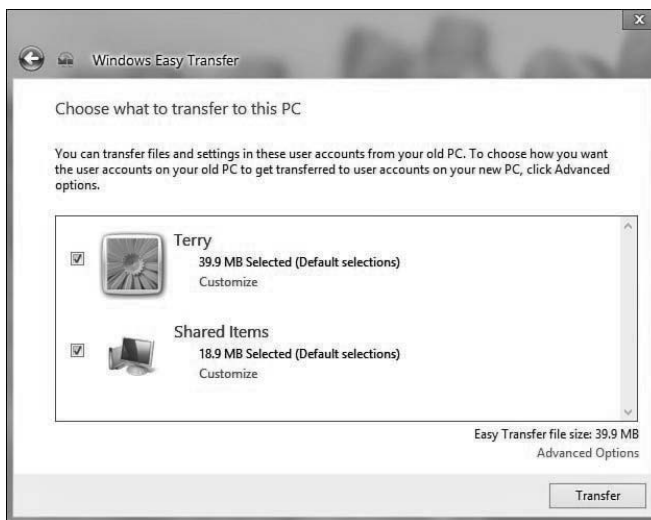 X
Windows Easy Transfer
Choose what to transfer to this PC
You can transfer files and settings in these user accounts from your old PC. To choose how you want
the user accounts on your old PC to get transferred to user accounts on your new PC, click Advanced
options.
Terry
39.9 MB Selected (Default selections)
Customize
Shared Items
18.9 MB Selected (Default selections)
Customize
Easy Transfer file size: 39.9 MB
Advanced Options
Transfer